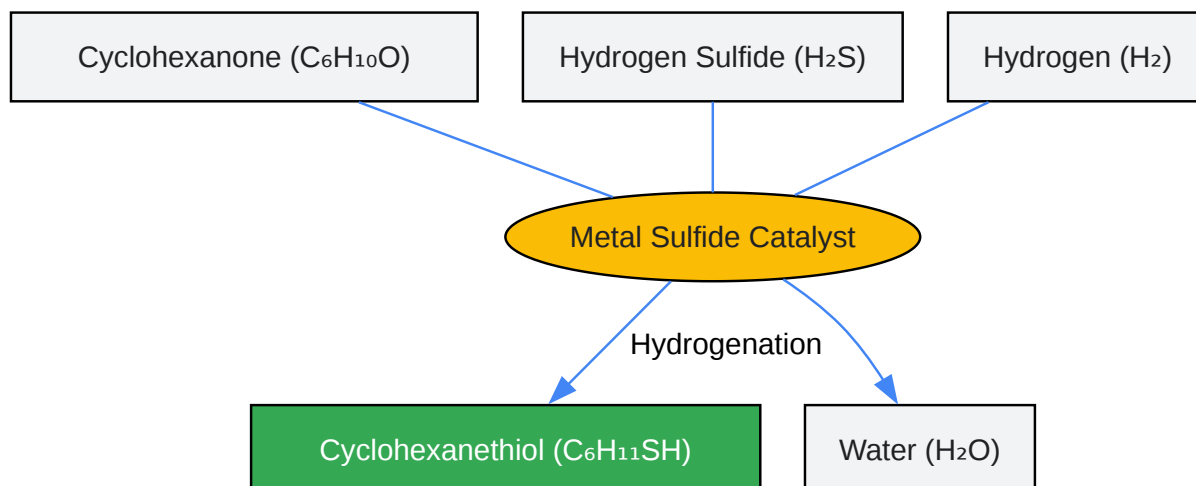 Cyclohexanone (C₆H₁₀O)
Hydrogen Sulfide (H₂S)
Hydrogen (H₂)
Metal Sulfide Catalyst
Hydrogenation
Cyclohexanethiol (C₆H₁₁SH)
Water (H₂O)